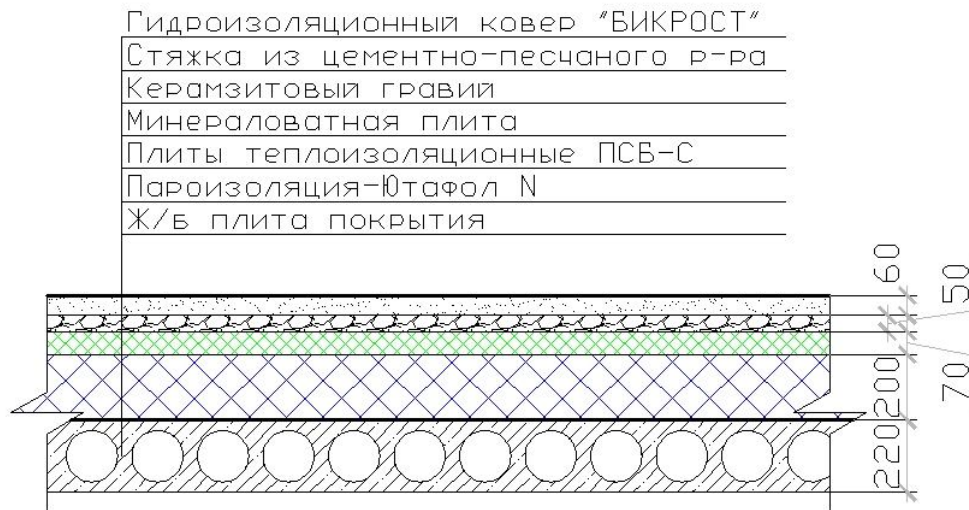 Гидроизоляционный ковер "БИКРОСТ"
Стяжка из цементно-песчаного р-ра
Керамзитовый гравий
Минераловатная плита
Плиты теплоизоляционные ПСБ-С
Пароизоляция-Ютафол N
Ж/Б плита покрытия
60
50
70
200
220